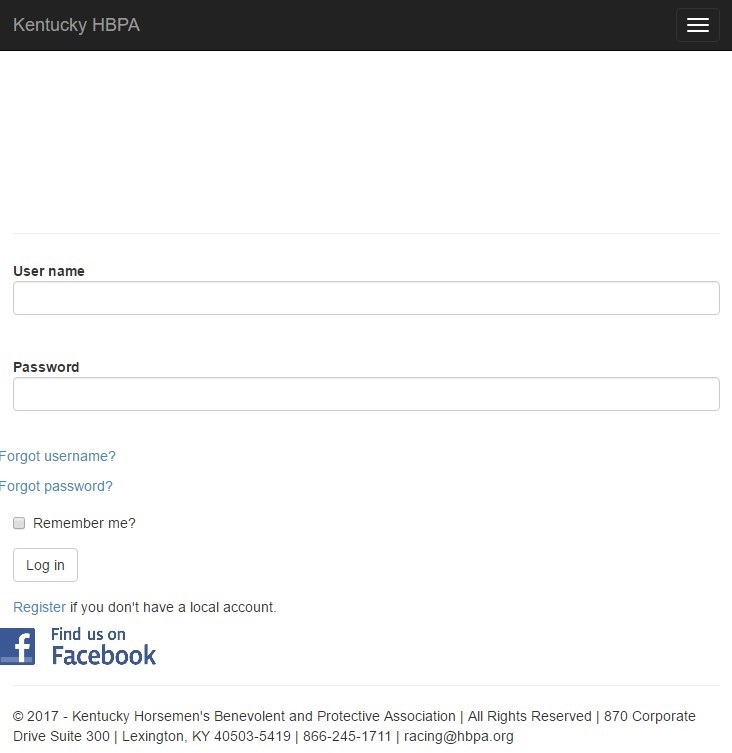 Kentucky HBPA
User name
Password
Forgot username?
Forgot password?
Remember me?
Log in
Register if you don't have a local account.
Find us on
Facebook
© 2017 - Kentucky Horsemen's Benevolent and Protective Association | All Rights Reserved | 870 Corporate
Drive Suite 300 | Lexington, KY 40503-5419 | 866-245-1711 | racing@hbpa.org